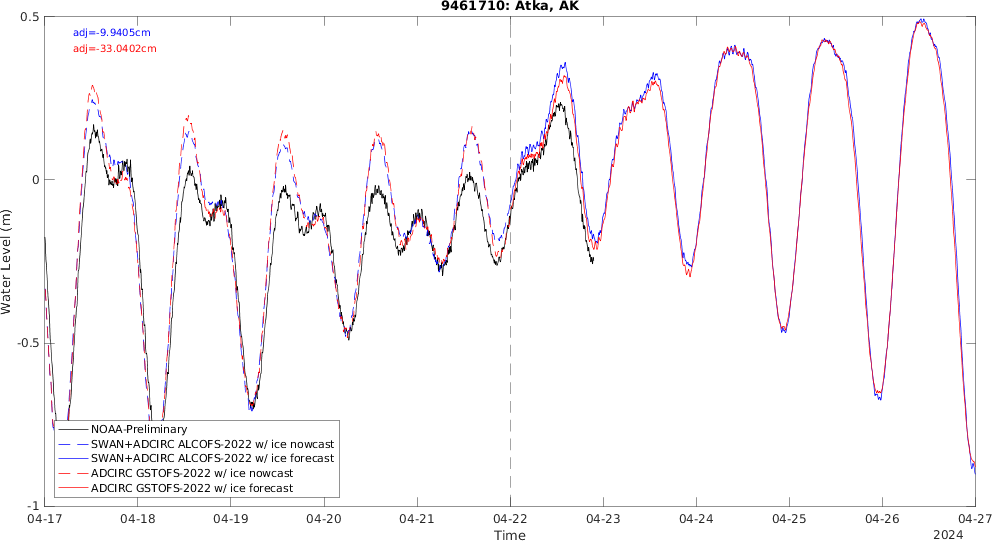 9461710: Atka, AK
adj=-9.9405cm
adj=-33.0402cm
0.5
0
-0.5
-1
Water Level (m)
NOAA-Preliminary
SWAN+ADCIRC ALCOFS-2022 w/ ice nowcast
SWAN+ADCIRC ALCOFS-2022 w/ ice forecast
ADCIRC GSTOFS-2022 w/ ice nowcast
ADCIRC GSTOFS-2022 w/ ice forecast
04-17 04-18 04-19 04-20 04-21 04-22 04-23 04-24 04-25 04-26 04-27
Time
2024